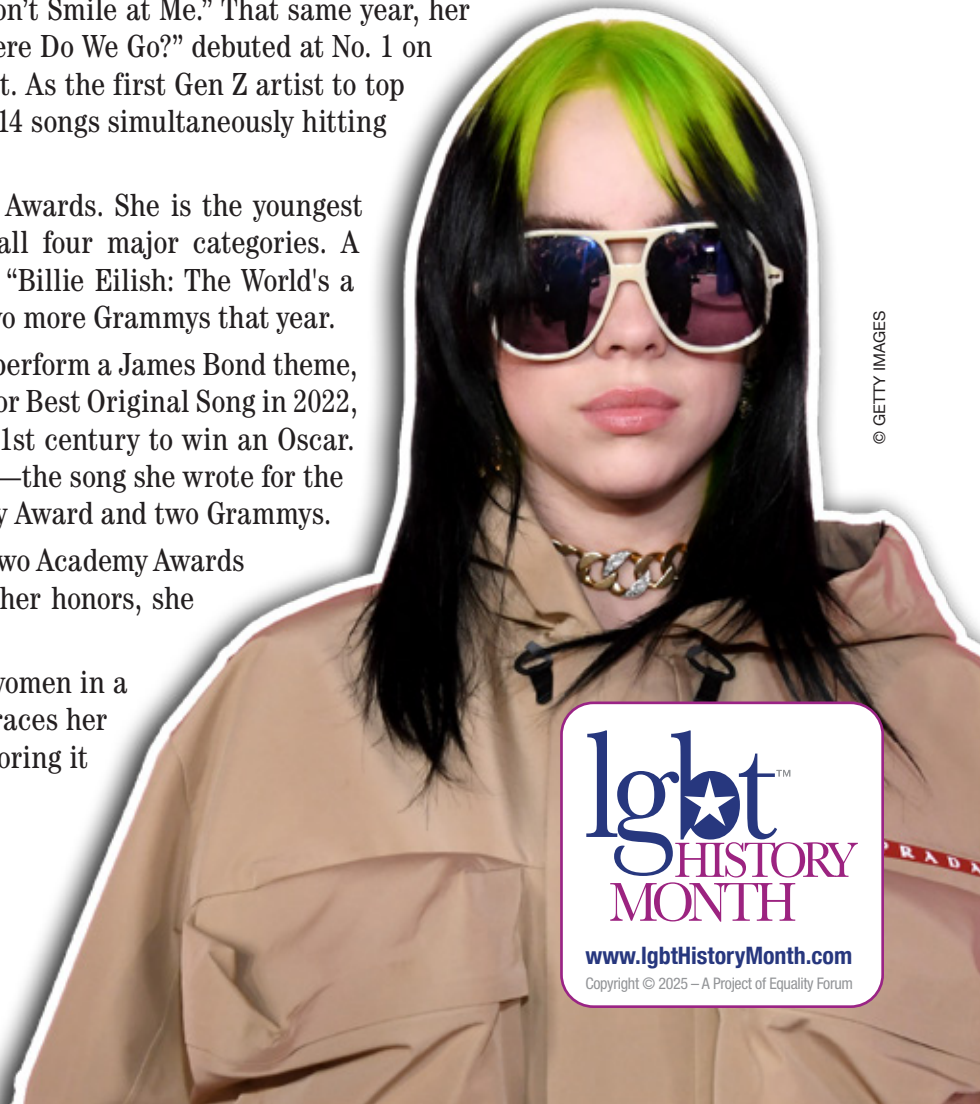 on’t Smile at Me.” That same year, her
ere Do We Go?” debuted at No. 1 on
t. As the first Gen Z artist to top
14 songs simultaneously hitting
Awards. She is the youngest
all four major categories. A
“Billie Eilish: The World's a
vo more Grammys that year.
perform a James Bond theme,
or Best Original Song in 2022,
1st century to win an Oscar.
—the song she wrote for the
y Award and two Grammys.
wo Academy Awards
her honors, she
women in a
races her
oring it
© GETTY IMAGES
PRADA
lgbt™
HISTORY
MONTH
www.lgbtHistoryMonth.com
Copyright © 2025 – A Project of Equality Forum